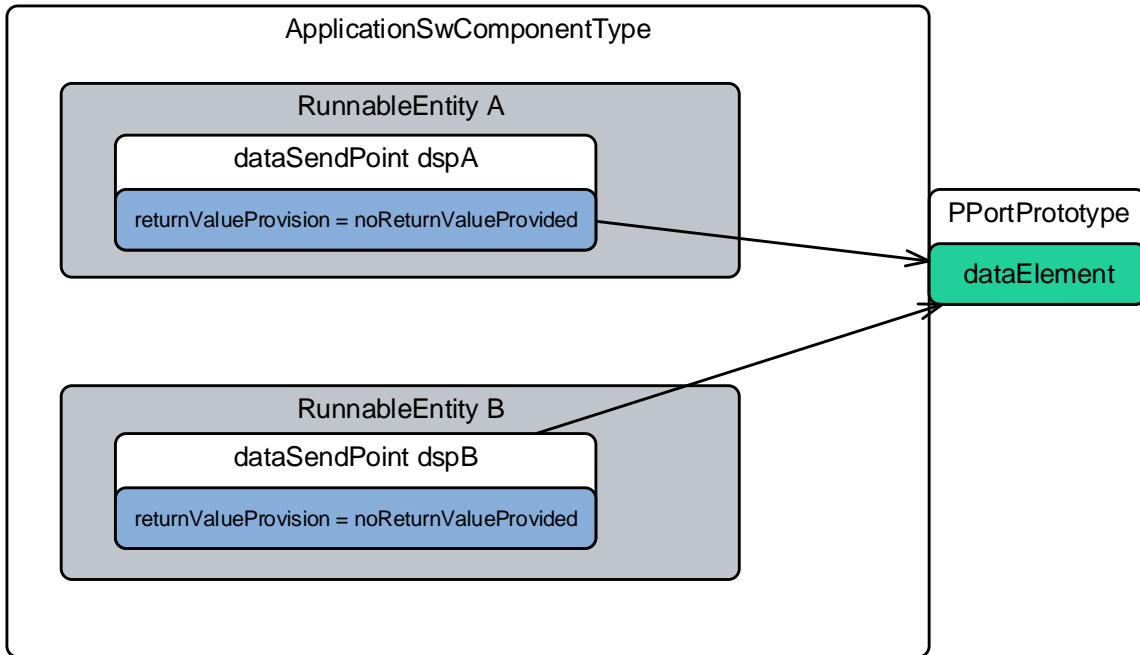 ApplicationSwComponentType
RunnableEntity A
dataSendPoint dspA
returnValueProvision = noReturnValueProvided
PPortPrototype
dataElement
RunnableEntity B
dataSendPoint dspB
returnValueProvision = noReturnValueProvided